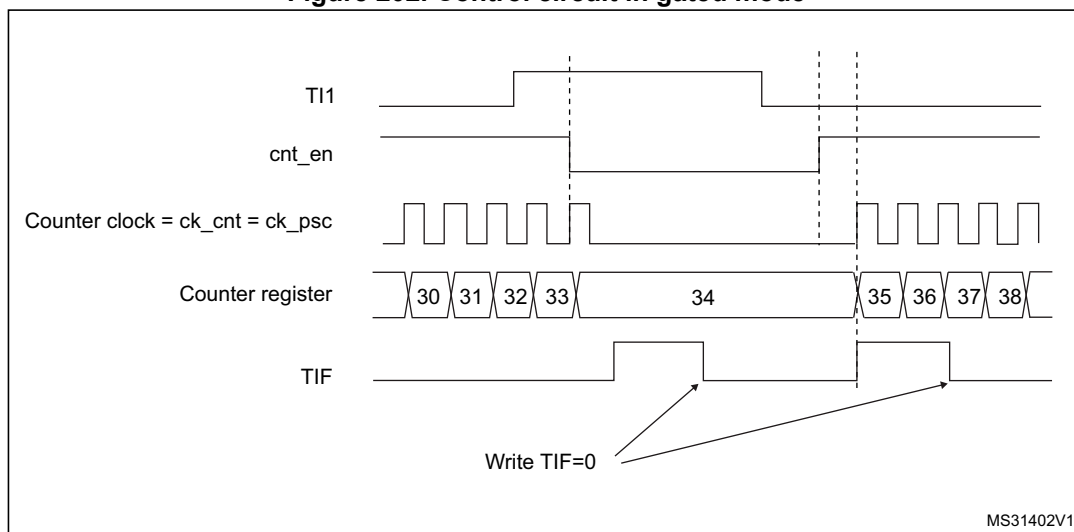 TI1
cnt_en
Counter clock = ck_cnt = ck_psc
Counter register
30 31 32 33 34 35 36 37 38
TIF
Write TIF=0
MS31402V1